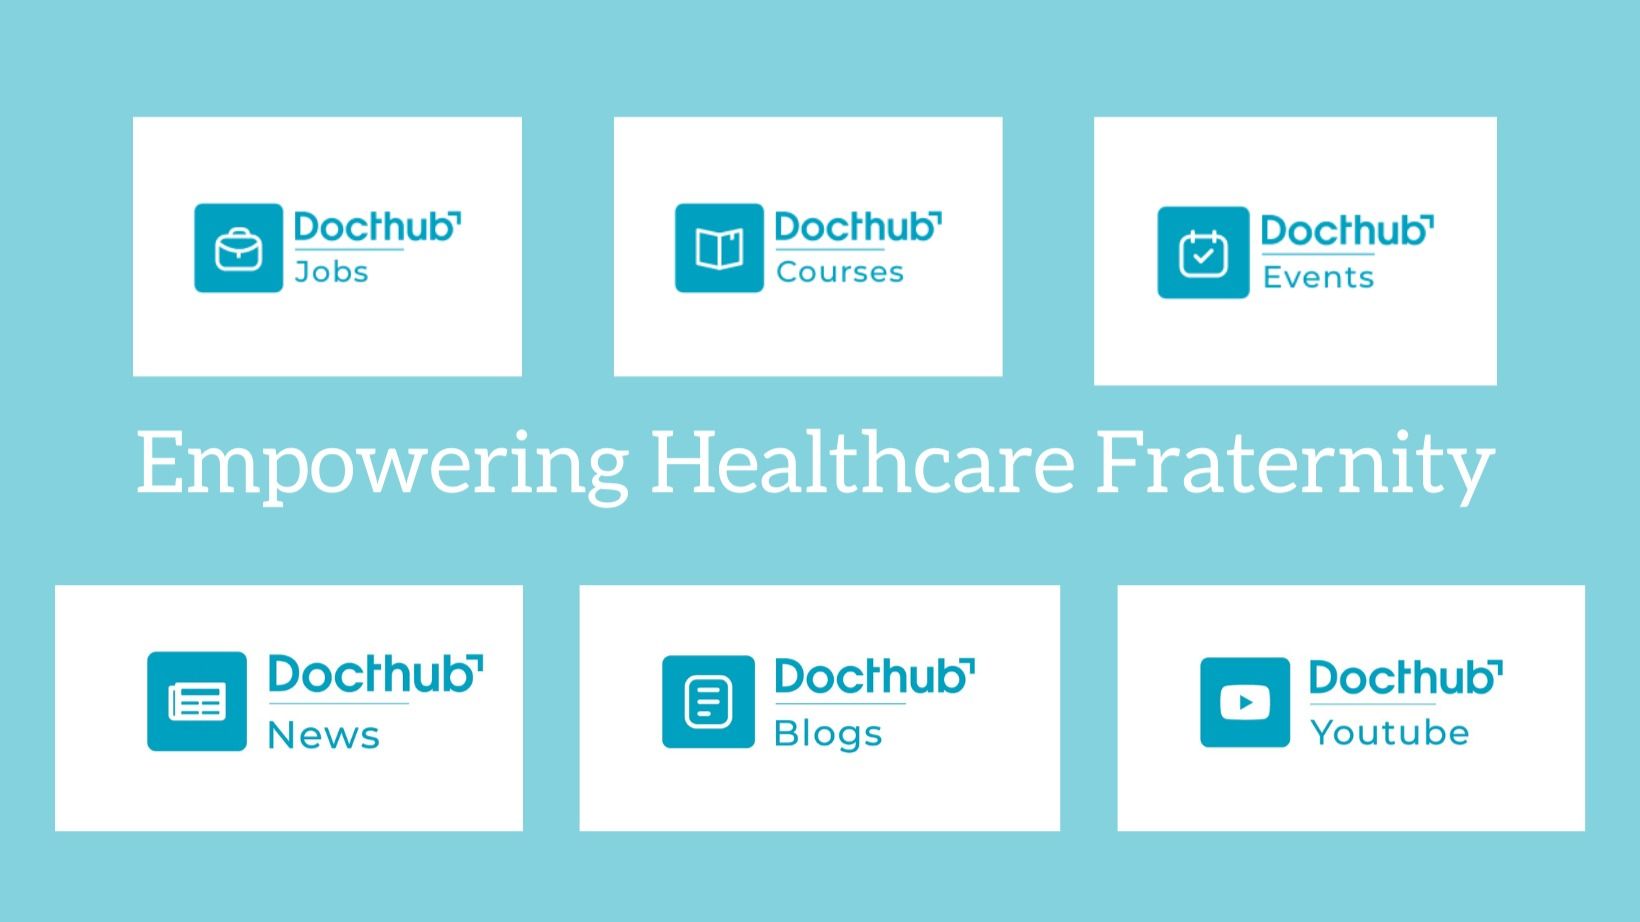 Docthub
Jobs
Docthub
Courses
Docthub
Events
Empowering Healthcare Fraternity
Docthub
News
Docthub
Blogs
Docthub
Youtube